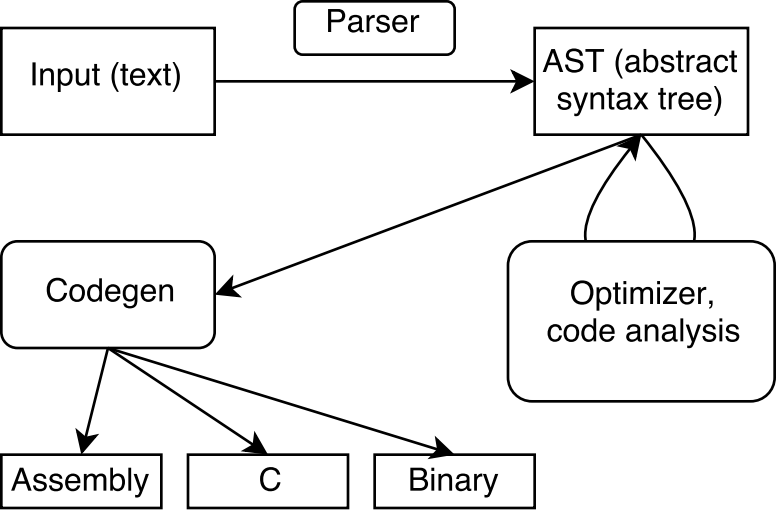 Parser
Input (text)
AST (abstract
syntax tree)
Codegen
Optimizer,
code analysis
Assembly
C
Binary